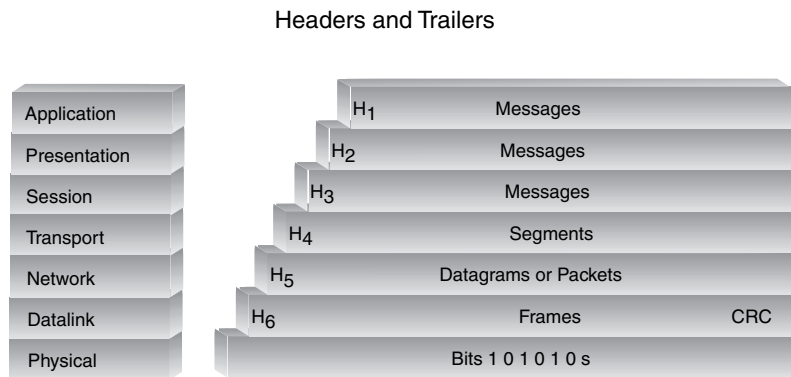 Headers and Trailers
Application H1 Messages
Presentation H2 Messages
Session H3 Messages
Transport H4 Segments
Network H5 Datagrams or Packets
Datalink H6 Frames CRC
Physical Bits 1 0 1 0 1 0 s